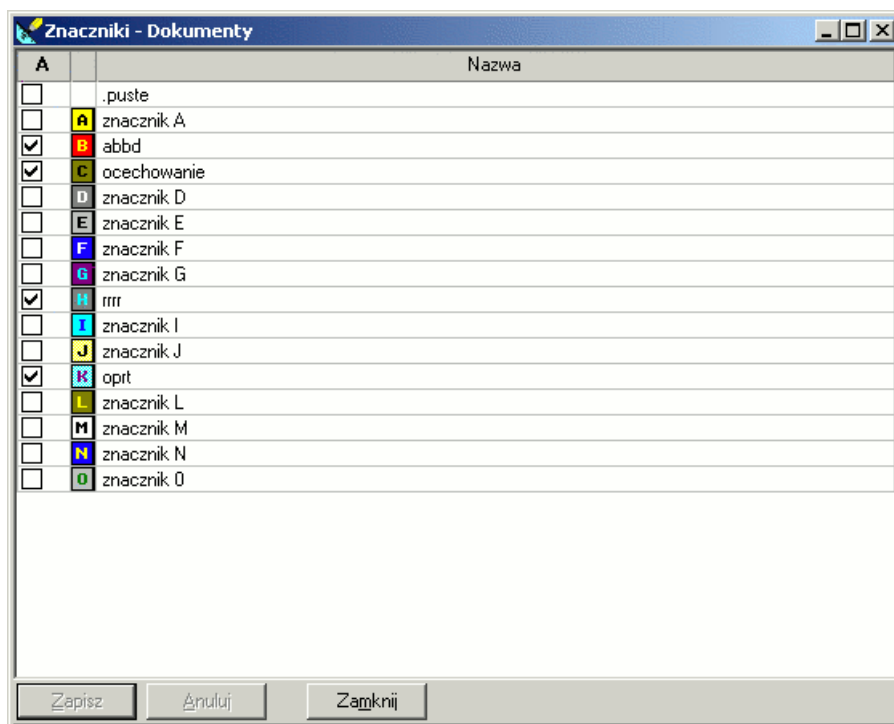 Znaczniki - Dokumenty
A Nazwa
.puste
A znacznik A
B abbd
C ocechowanie
D znacznik D
E znacznik E
F znacznik F
G znacznik G
H rrrr
I znacznik I
J znacznik J
K oprt
L znacznik L
M znacznik M
N znacznik N
O znacznik O
Zapisz Anuluj Zamknij